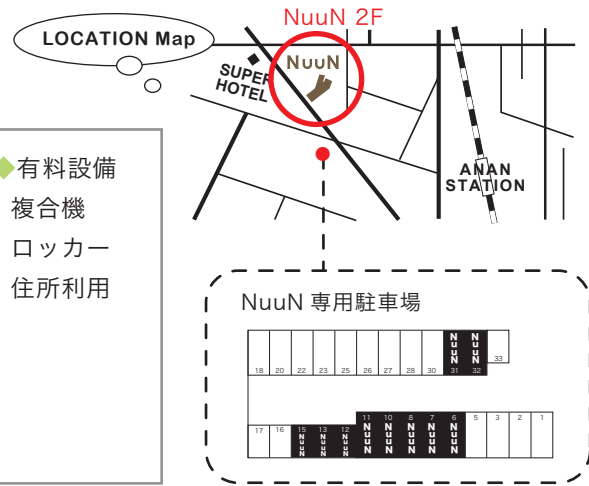 NuuN 2F
LOCATION Map
NuuN
SUPER
HOTEL
ANAN
STATION
◆有料設備
複合機
ロッカー
住所利用
NuuN 専用駐車場
18 20 22 23 25 26 27 28 30 NuuN 31 NuuN 32 33
17 16 15 NuuN 13 NuuN 12 NuuN 11 NuuN 10 NuuN 8 NuuN 7 NuuN 6 NuuN 5 3 2 1